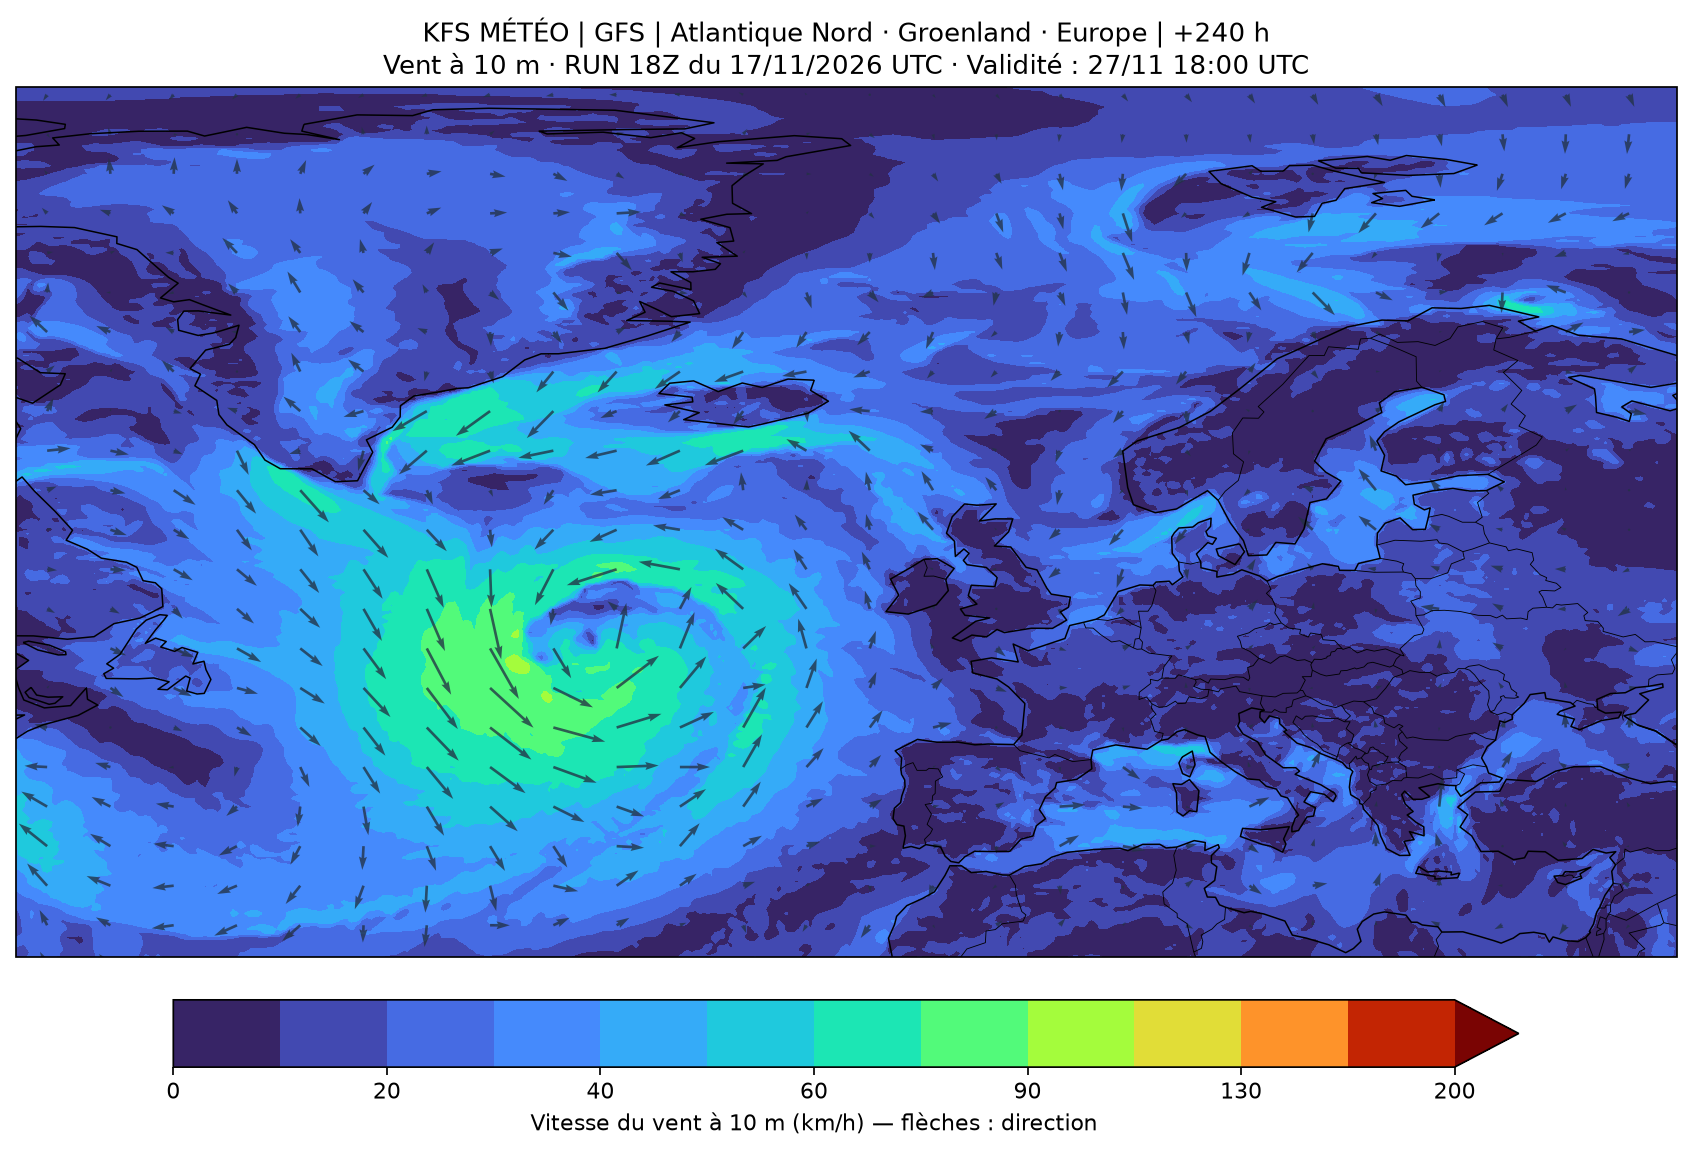 KFS MÉTÉO | GFS | Atlantique Nord · Groenland · Europe | +240 h
Vent à 10 m · RUN 18Z du 17/11/2026 UTC · Validité : 27/11 18:00 UTC
0 20 40 60 90 130 200
Vitesse du vent à 10 m (km/h) — flèches : direction